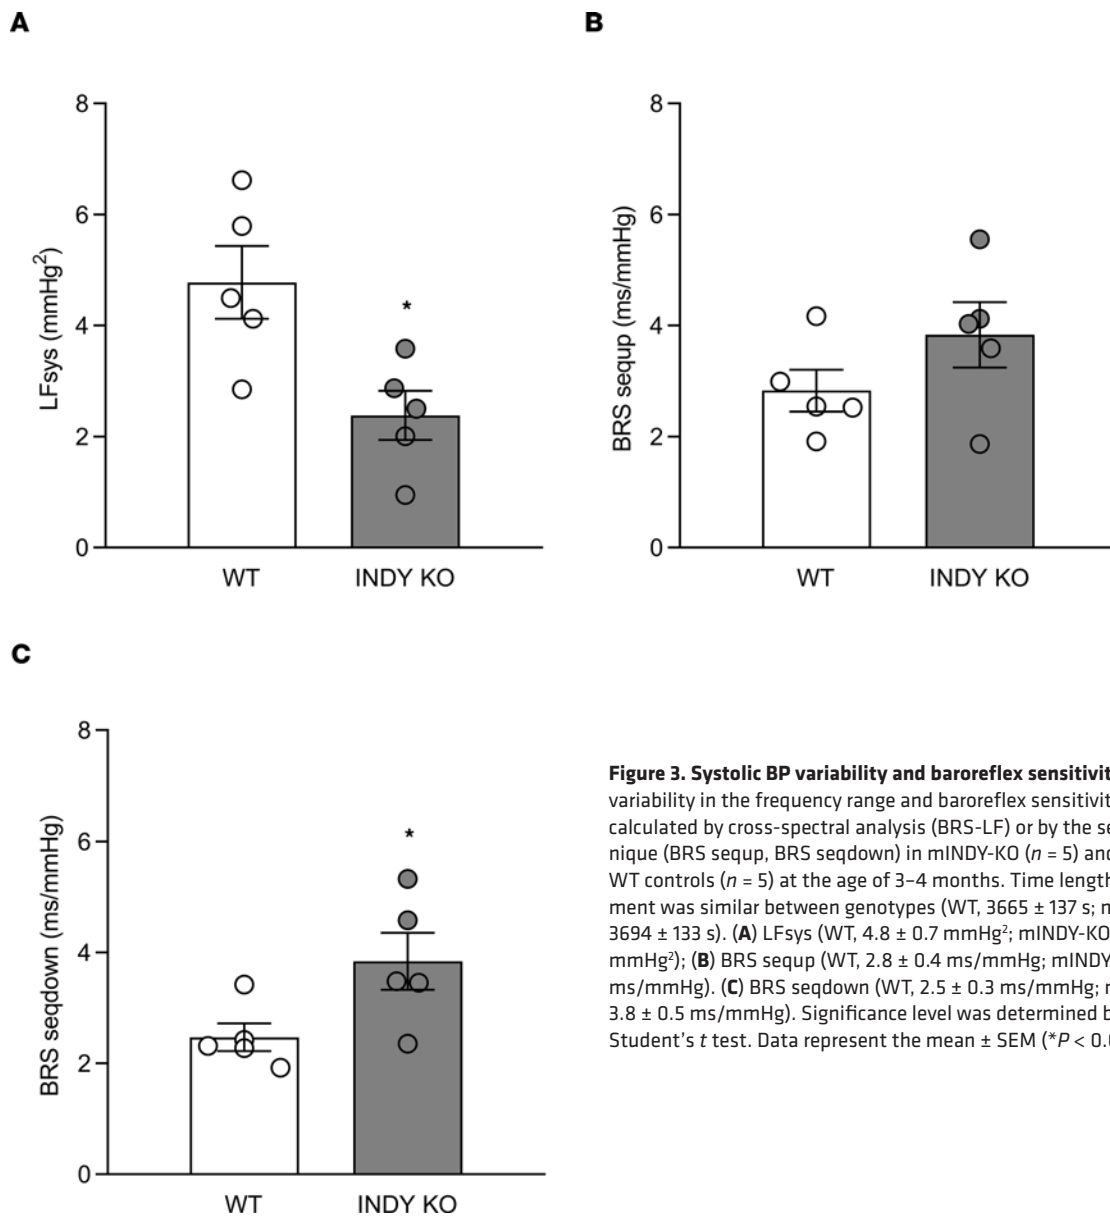 A
B
8
6
4
2
0
LFsys (mmHg²)
*
WT
INDY KO
8
6
4
2
0
BRS sequp (ms/mmHg)
WT
INDY KO
C
8
6
4
2
0
BRS seqdown (ms/mmHg)
*
WT
INDY KO
Figure 3. Systolic BP variability and baroreflex
variability in the frequency range and baroreflex
calculated by cross-spectral analysis (BRS-LF) or by the
nique (BRS sequp, BRS seqdown) in mINDY-KO (n = 5) and
WT controls (n = 5) at the age of 3–4 months. Time length
ment was similar between genotypes (WT, 3665 ± 137 s;
3694 ± 133 s). (A) LFsys (WT, 4.8 ± 0.7 mmHg²; mINDY-KO
mmHg²); (B) BRS sequp (WT, 2.8 ± 0.4 ms/mmHg;
ms/mmHg). (C) BRS seqdown (WT, 2.5 ± 0.3 ms/mmHg;
3.8 ± 0.5 ms/mmHg). Significance level was determined
Student's t test. Data represent the mean ± SEM (*P <